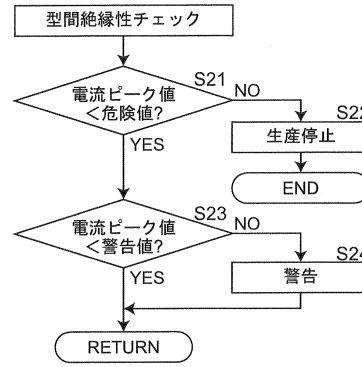 型間絶縁性チェック
S21
電流ピーク値
<危険値?
NO
S22
生産停止
YES
END
S23
電流ピーク値
<警告値?
NO
S24
警告
YES
RETURN